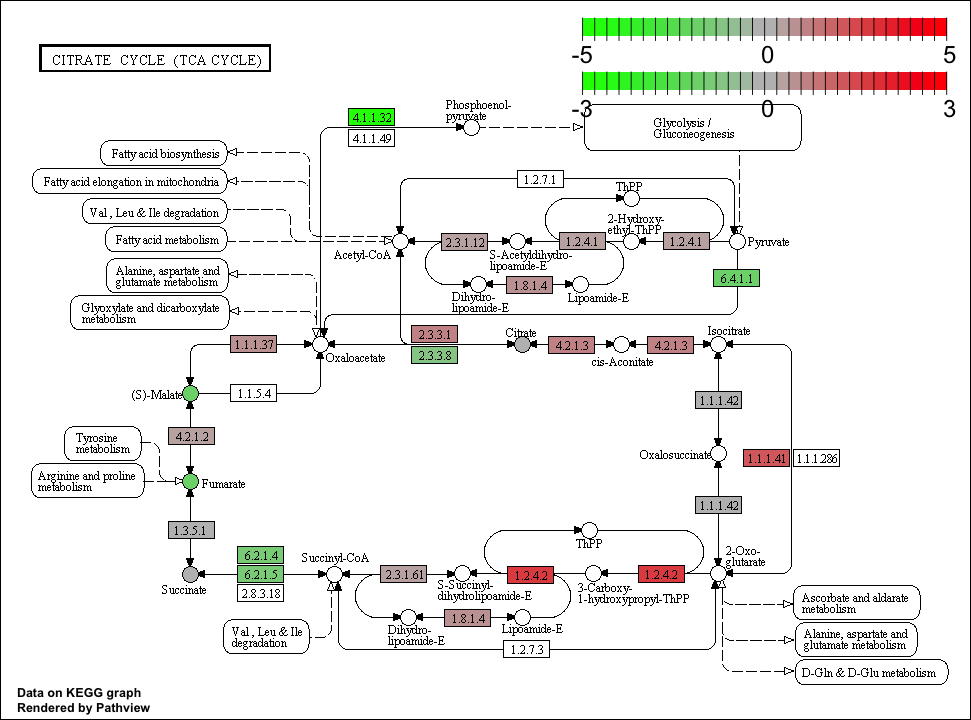 CITRATE CYCLE (TCA CYCLE)
-5 0 5
-3 0 3
4.1.1.32
4.1.1.49
Phosphoenol-
pyruvate
Glycolysis /
Gluconeogenesis
Fatty acid biosynthesis
Fatty acid elongation in mitochondria
Val , Leu & Ile degradation
Fatty acid metabolism
Alanine, aspartate and
glutamate metabolism
Glyoxylate and dicarboxylate
metabolism
1.2.7.1
ThPP
2-Hydroxy-
ethyl-ThPP
Acetyl-CoA
2.3.1.12
S-Acetyldihydro-
lipoamide-E
1.2.4.1
1.2.4.1
Pyruvate
1.8.1.4
Dihydro-
lipoamide-E
Lipoamide-E
6.4.1.1
1.1.1.37
Oxaloacetate
2.3.3.1
2.3.3.8
Citrate
4.2.1.3
cis-Aconitate
4.2.1.3
Isocitrate
(S)-Malate
1.1.5.4
1.1.1.42
4.2.1.2
Tyrosine
metabolism
Arginine and proline
metabolism
Fumarate
Oxalosuccinate
1.1.1.41
1.1.1.286
1.1.1.42
1.3.5.1
Succinate
6.2.1.4
6.2.1.5
2.8.3.18
Succinyl-CoA
2.3.1.61
S-Succinyl-
dihydrolipoamide-E
ThPP
1.2.4.2
3-Carboxy-
1-hydroxypropyl-ThPP
1.2.4.2
2-Oxo-
glutarate
1.8.1.4
Dihydro-
lipoamide-E
Lipoamide-E
Val , Leu & Ile
degradation
1.2.7.3
Ascorbate and aldarate
metabolism
Alanine, aspartate and
glutamate metabolism
D-Gln & D-Glu metabolism
Data on KEGG graph
Rendered by Pathview